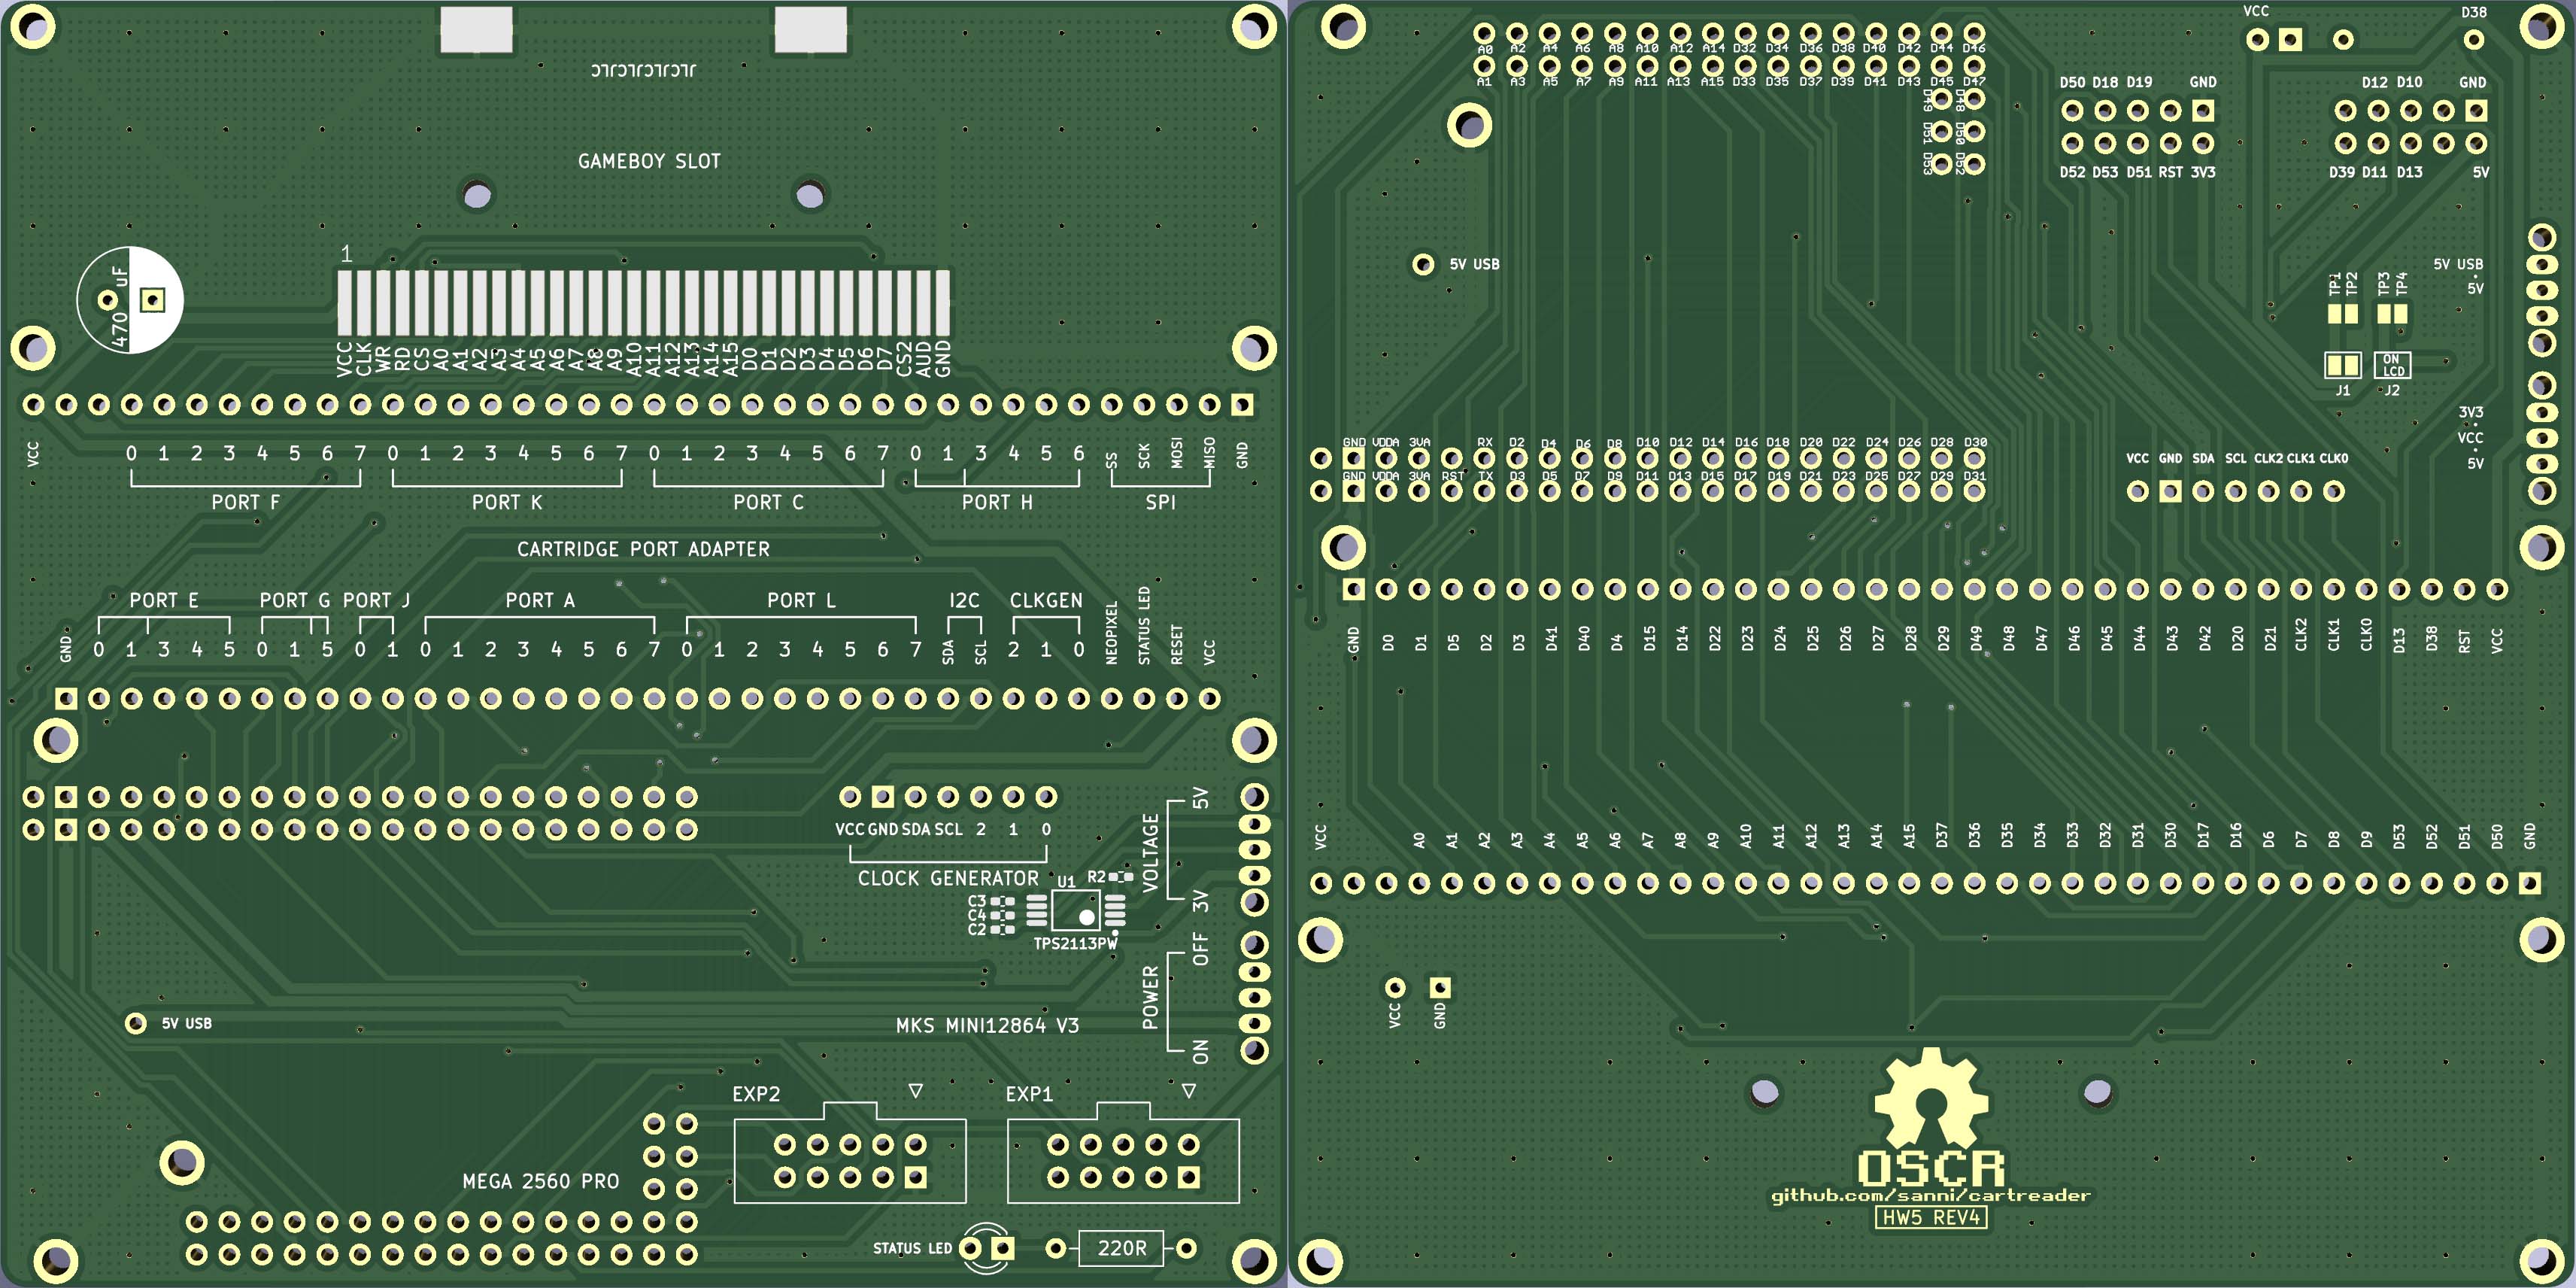 JLCJLCJLCJLC
GAMEBOY SLOT
470 uF
1
VCC CLK WR RD CS A0 A1 A2 A3 A4 A5 A6 A7 A8 A9 A10 A11 A12 A13 A14 A15 D0 D1 D2 D3 D4 D5 D6 D7 CS2 AUD GND
VCC 0 1 2 3 4 5 6 7 0 1 2 3 4 5 6 7 0 1 2 3 4 5 6 7 0 1 3 4 5 6 SS SCK MOSI MISO GND
PORT F PORT K PORT C PORT H SPI
CARTRIDGE PORT ADAPTER
PORT E PORT G PORT J PORT A PORT L I2C CLKGEN
GND 0 1 3 4 5 0 1 5 0 1 0 1 2 3 4 5 6 7 0 1 2 3 4 5 6 7 SDA SCL 2 1 0 NEOPIXEL STATUS LED RESET VCC
VCC GND SDA SCL 2 1 0
CLOCK GENERATOR
5V
VOLTAGE
3V
U1 R2
C3
C4
C2
TPS2113PW
OFF
POWER
ON
5V USB
MKS MINI12864 V3
EXP2 EXP1
MEGA 2560 PRO
STATUS LED 220R
A0 A2 A4 A6 A8 A10 A12 A14 D32 D34 D36 D38 D40 D42 D44 D46
A1 A3 A5 A7 A9 A11 A13 A15 D33 D35 D37 D39 D41 D43 D45 D47
D49 D48
D51 D50
D53 D52
VCC D38
D50 D18 D19 GND
D52 D53 D51 RST 3V3
D12 D10 GND
D39 D11 D13 5V
5V USB
5V USB
5V
TP1 TP2 TP3 TP4
ON
LCD
J1 J2
3V3
VCC
5V
GND VDDA 3VA RX D2 D4 D6 D8 D10 D12 D14 D16 D18 D20 D22 D24 D26 D28 D30
GND VDDA 3VA RST TX D3 D5 D7 D9 D11 D13 D15 D17 D19 D21 D23 D25 D27 D29 D31
VCC GND SDA SCL CLK2 CLK1 CLK0
GND D0 D1 D5 D2 D3 D41 D40 D4 D15 D14 D22 D23 D24 D25 D26 D27 D28 D29 D49 D48 D47 D46 D45 D44 D43 D42 D20 D21 CLK2 CLK1 CLK0 D13 D38 RST VCC
VCC A0 A1 A2 A3 A4 A5 A6 A7 A8 A9 A10 A11 A12 A13 A14 A15 D37 D36 D35 D34 D33 D32 D31 D30 D17 D16 D6 D7 D8 D9 D53 D52 D51 D50 GND
VCC GND
OSCR
github.com/sanni/cartreader
HW5 REV4